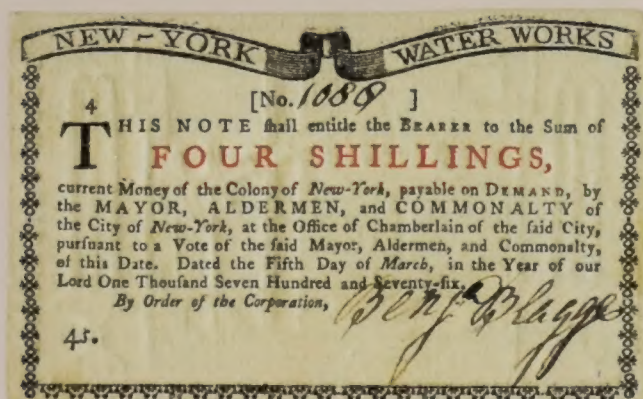 NEW-YORK WATER WORKS
[No. 1080 ]
4
THIS NOTE ſhall entitle the BEARER to the Sum of
FOUR SHILLINGS,
current Money of the Colony of New-York, payable on DEMAND, by
the MAYOR, ALDERMEN, and COMMONALTY of
the City of New-York, at the Office of Chamberlain of the ſaid City,
purſuant to a Vote of the ſaid Mayor, Aldermen, and Commonalty,
of this Date. Dated the Fifth Day of March, in the Year of our
Lord One Thouſand Seven Hundred and Seventy-ſix.
By Order of the Corporation,
Benja Blagge
4s.